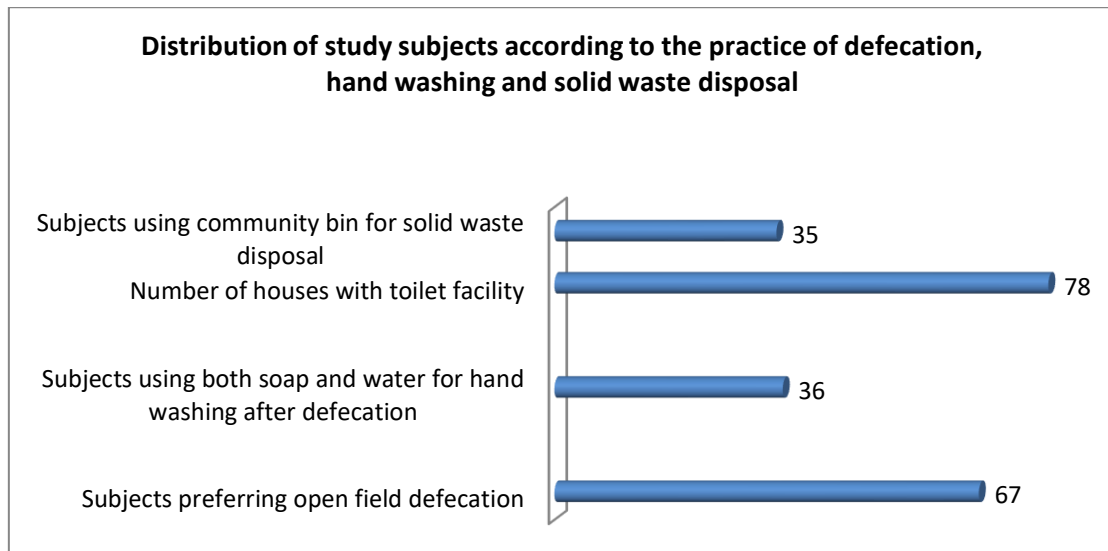 Distribution of study subjects according to the practice of defecation,
hand washing and solid waste disposal
Subjects using community bin for solid waste
disposal
35
Number of houses with toilet facility
78
Subjects using both soap and water for hand
washing after defecation
36
Subjects preferring open field defecation
67